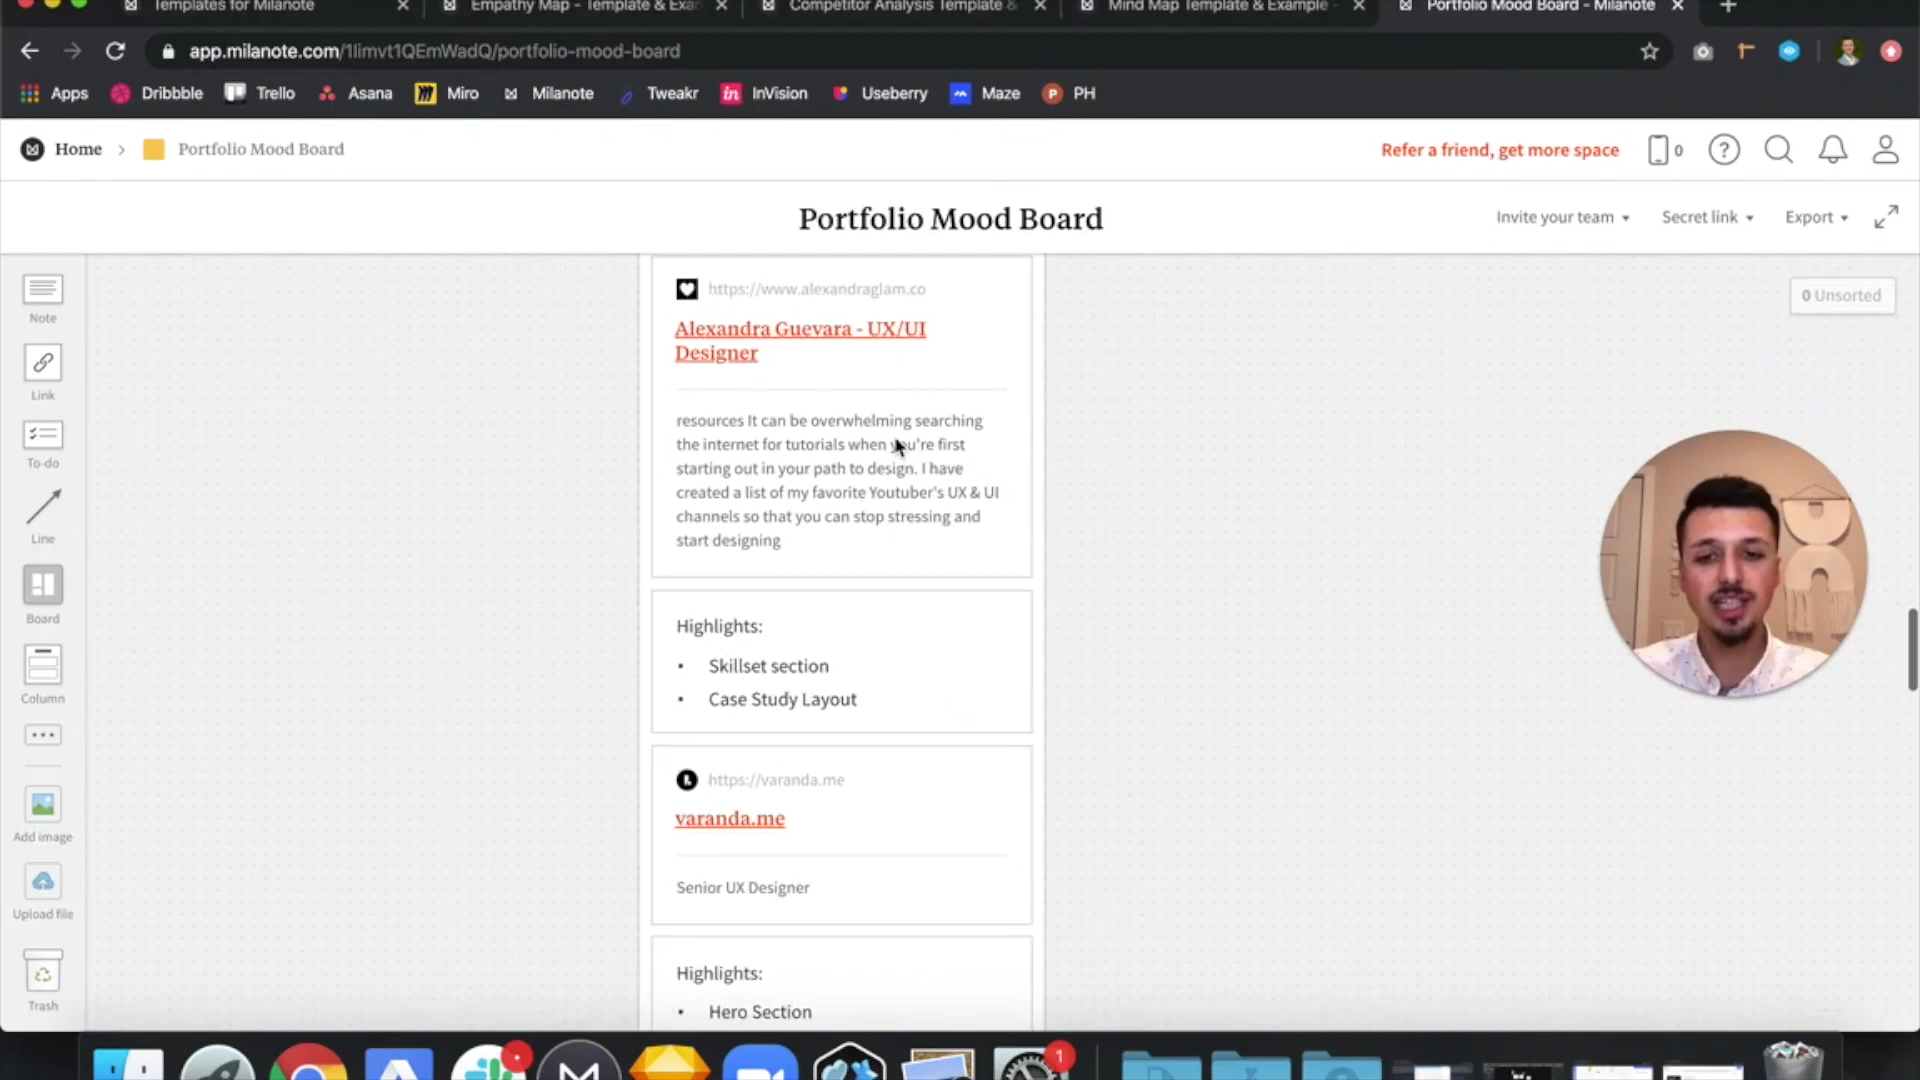 Templates for Milanote
Empathy Map - Template & Exar
Competitor Analysis Template &
Mind Map Template & Example -
Portfolio Mood Board - Milanote
app.milanote.com/1limvt1QEmWadQ/portfolio-mood-board
Apps
Dribbble
Trello
Asana
Miro
Milanote
Tweakr
in
InVision
Useberry
Maze
P
PH
Home
Portfolio Mood Board
Refer a friend, get more space
0
?
Portfolio Mood Board
Invite your team
Secret link
Export
0 Unsorted
Note
Link
To-do
Line
Board
Column
Add image
Upload file
Trash
https://www.alexandraglam.co
Alexandra Guevara - UX/UI
Designer
resources It can be overwhelming searching
the internet for tutorials when you're first
starting out in your path to design. I have
created a list of my favorite Youtuber's UX & UI
channels so that you can stop stressing and
start designing
Highlights:
• Skillset section
• Case Study Layout
https://varanda.me
varanda.me
Senior UX Designer
Highlights:
• Hero Section
1